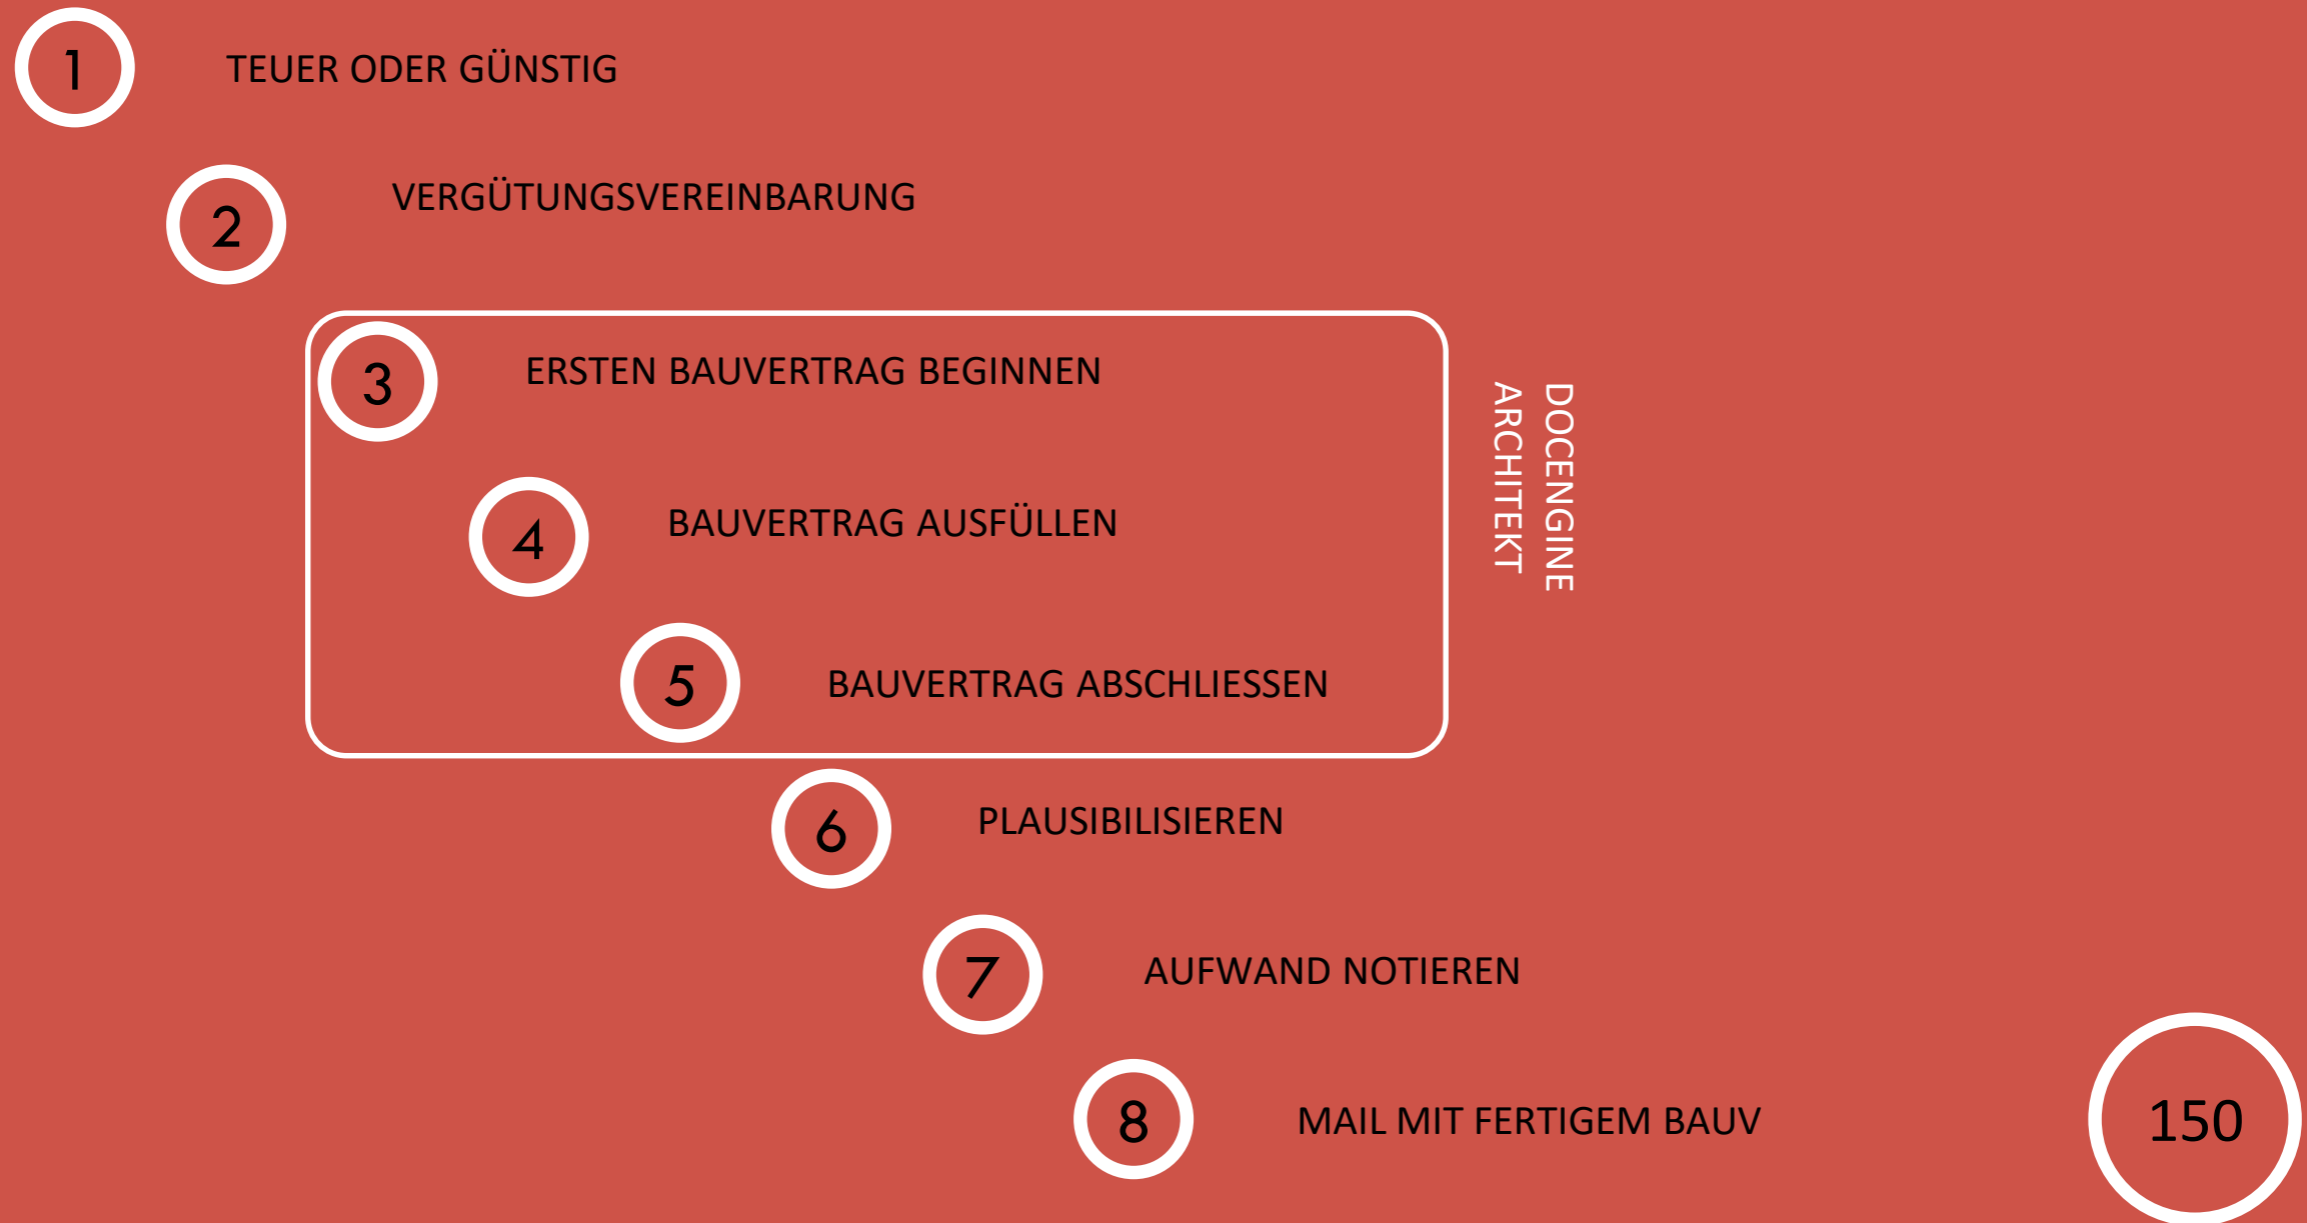 1
TEUER ODER GÜNSTIG
2
VERGÜTUNGSVEREINBARUNG
3
ERSTEN BAUVERTRAG BEGINNEN
4
BAUVERTRAG AUSFÜLLEN
5
BAUVERTRAG ABSCHLIESSEN
DOCENGINE
ARCHITEKT
6
PLAUSIBILISIEREN
7
AUFWAND NOTIEREN
8
MAIL MIT FERTIGEM BAUV
150